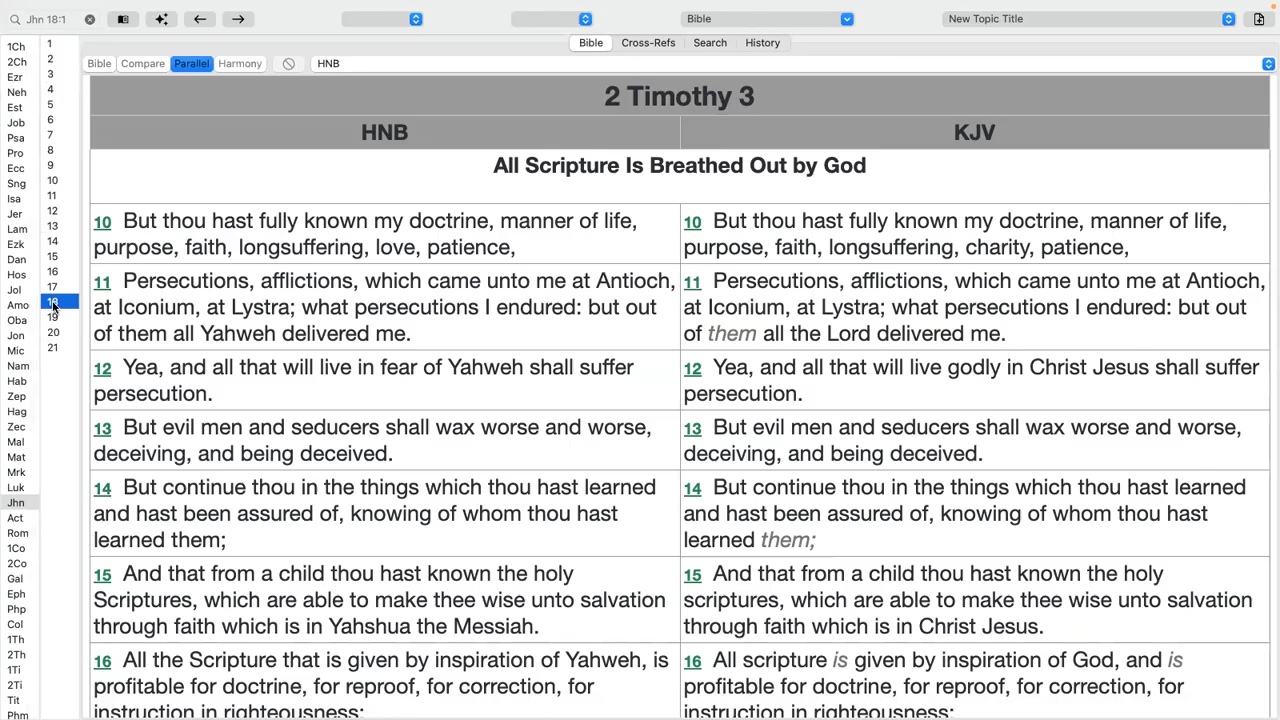 Jhn 18:1
Bible
New Topic Title
Bible
Cross-Refs
Search
History
Bible
Compare
Parallel
Harmony
HNB
1Ch
2Ch
Ezr
Neh
Est
Job
Psa
Pro
Ecc
Sng
Isa
Jer
Lam
Ezk
Dan
Hos
Jol
Amo
Oba
Jon
Mic
Nam
Hab
Zep
Hag
Zec
Mal
Mat
Mrk
Luk
Jhn
Act
Rom
1Co
2Co
Gal
Eph
Php
Col
1Th
2Th
1Ti
2Ti
Tit
Phm
1
2
3
4
5
6
7
8
9
10
11
12
13
14
15
16
17
18
19
20
21
2 Timothy 3
HNB
KJV
All Scripture Is Breathed Out by God
10 But thou hast fully known my doctrine, manner of life,
purpose, faith, longsuffering, love, patience,
10 But thou hast fully known my doctrine, manner of life,
purpose, faith, longsuffering, charity, patience,
11 Persecutions, afflictions, which came unto me at Antioch,
at Iconium, at Lystra; what persecutions I endured: but out
of them all Yahweh delivered me.
11 Persecutions, afflictions, which came unto me at Antioch,
at Iconium, at Lystra; what persecutions I endured: but out
of them all the Lord delivered me.
12 Yea, and all that will live in fear of Yahweh shall suffer
persecution.
12 Yea, and all that will live godly in Christ Jesus shall suffer
persecution.
13 But evil men and seducers shall wax worse and worse,
deceiving, and being deceived.
13 But evil men and seducers shall wax worse and worse,
deceiving, and being deceived.
14 But continue thou in the things which thou hast learned
and hast been assured of, knowing of whom thou hast
learned them;
14 But continue thou in the things which thou hast learned
and hast been assured of, knowing of whom thou hast
learned them;
15 And that from a child thou hast known the holy
Scriptures, which are able to make thee wise unto salvation
through faith which is in Yahshua the Messiah.
15 And that from a child thou hast known the holy
scriptures, which are able to make thee wise unto salvation
through faith which is in Christ Jesus.
16 All the Scripture that is given by inspiration of Yahweh, is
profitable for doctrine, for reproof, for correction, for
instruction in righteousness:
16 All scripture is given by inspiration of God, and is
profitable for doctrine, for reproof, for correction, for
instruction in righteousness: